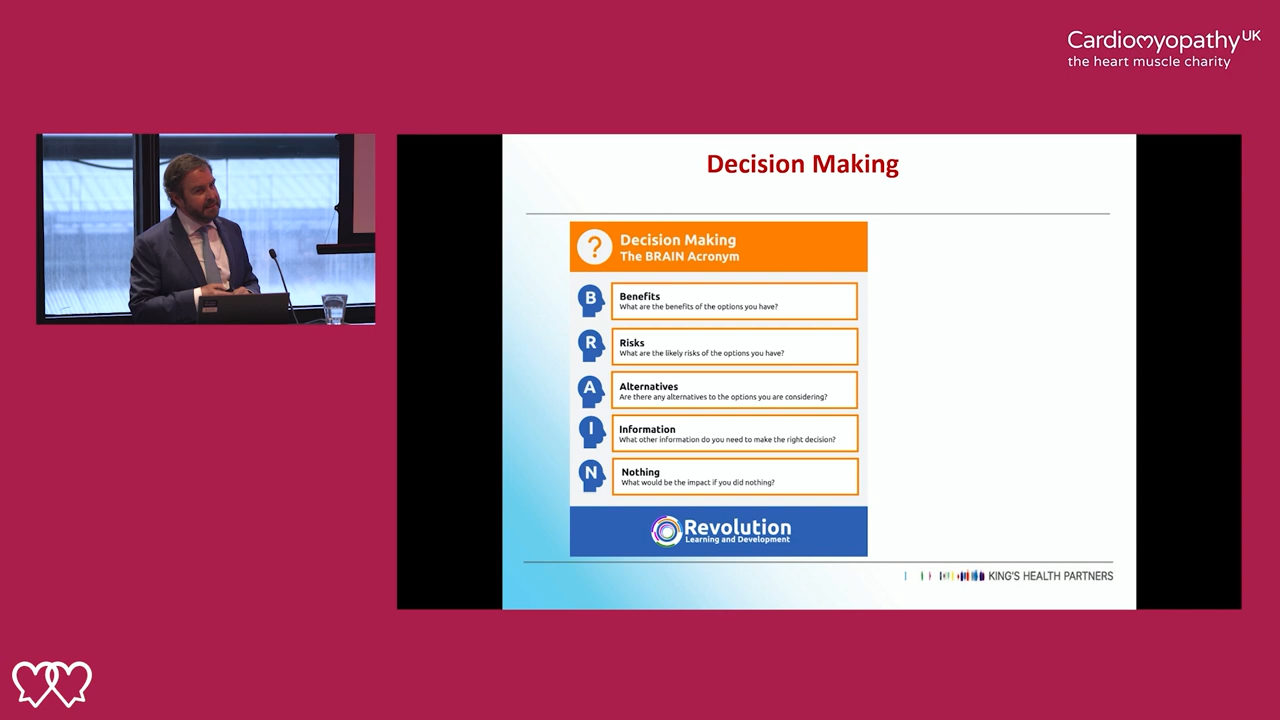 Cardiomyopathy UK
the heart muscle charity
Decision Making
?
Decision Making
The BRAIN Acronym
B
Benefits
What are the benefits of the options you have?
R
Risks
What are the likely risks of the options you have?
A
Alternatives
Are there any alternatives to the options you are considering?
I
Information
What other information do you need to make the right decision?
N
Nothing
What would be the impact if you did nothing?
Revolution
Learning and Development
KING'S HEALTH PARTNERS